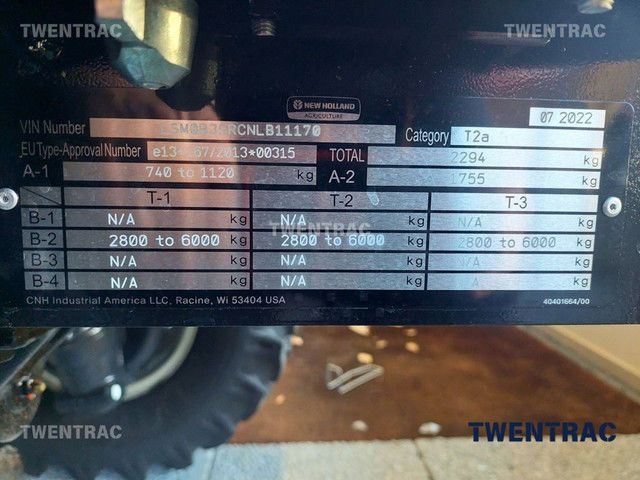 TWENTRAC TWENTRAC
NEW HOLLAND
AGRICULTURE
07 2022
VIN Number Category T2a
EU Type-Approval Number TOTAL 2294 kg
A-1 740 to 1120 kg A-2 1755 kg
T-1 T-2 T-3
TWENTRAC
B-1 N/A kg N/A kg N/A kg
B-2 2800 to 6000 kg 2800 to 6000 kg 2800 to 6000 kg
B-3 N/A kg N/A kg N/A kg
B-4 N/A kg N/A kg N/A kg
CNH Industrial America LLC, Racine, Wi 53404 USA 40401664/00
TWENTRAC TWENTRAC